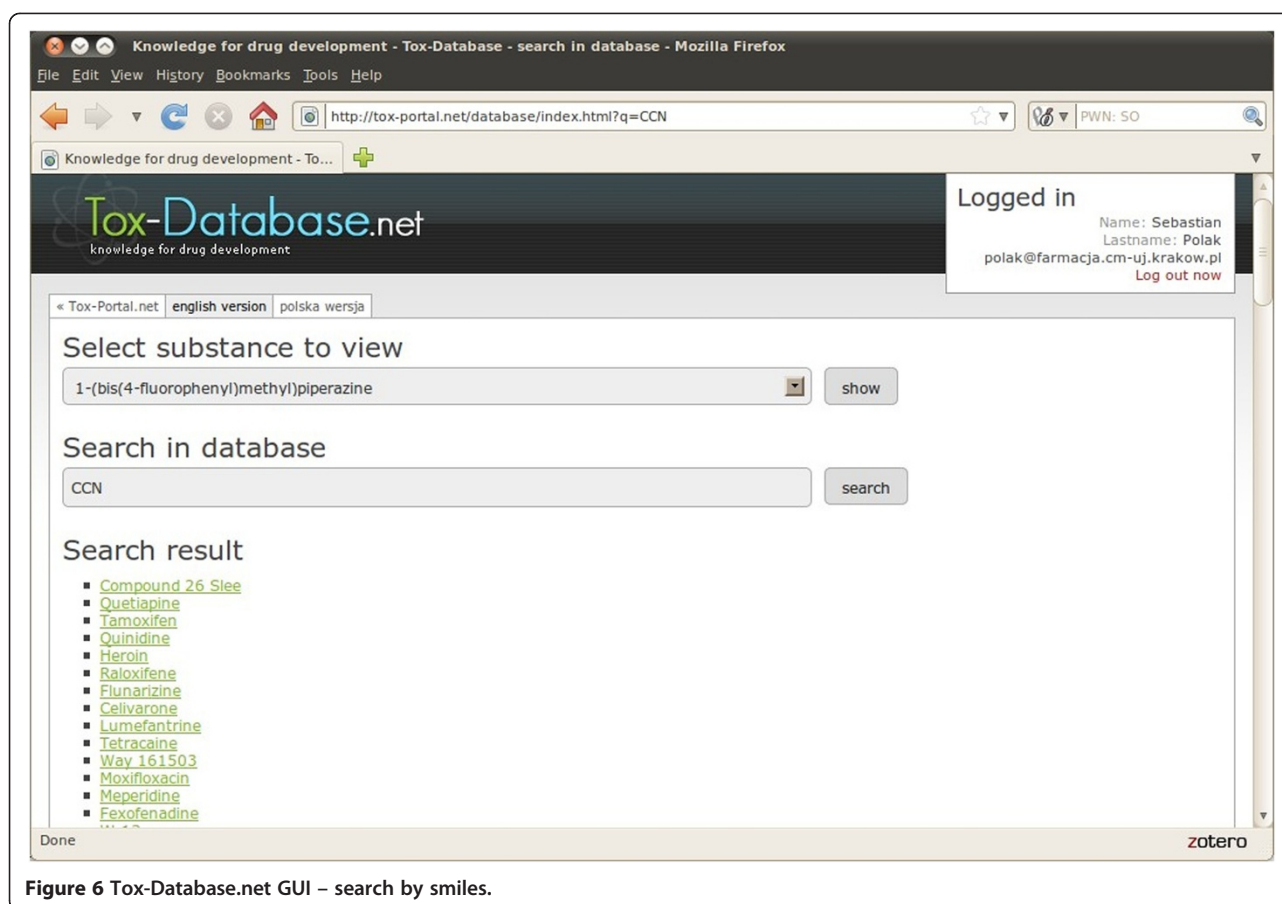 Knowledge for drug development - Tox-Database - search in database - Mozilla Firefox
File Edit View History Bookmarks Tools Help
http://tox-portal.net/database/index.html?q=CCN
PWN: SO
Knowledge for drug development - To...
Tox-Database.net
knowledge for drug development
Logged in
Name: Sebastian
Lastname: Polak
polak@farmacja.cm-uj.krakow.pl
Log out now
« Tox-Portal.net english version polska wersja
Select substance to view
1-(bis(4-fluorophenyl)methyl)piperazine show
Search in database
CCN search
Search result
Compound 26 Slee
Quetiapine
Tamoxifen
Quinidine
Heroin
Raloxifene
Flunarizine
Celivarone
Lumefantrine
Tetracaine
Way 161503
Moxifloxacin
Meperidine
Fexofenadine
Done
zotero
Figure 6 Tox-Database.net GUI – search by smiles.